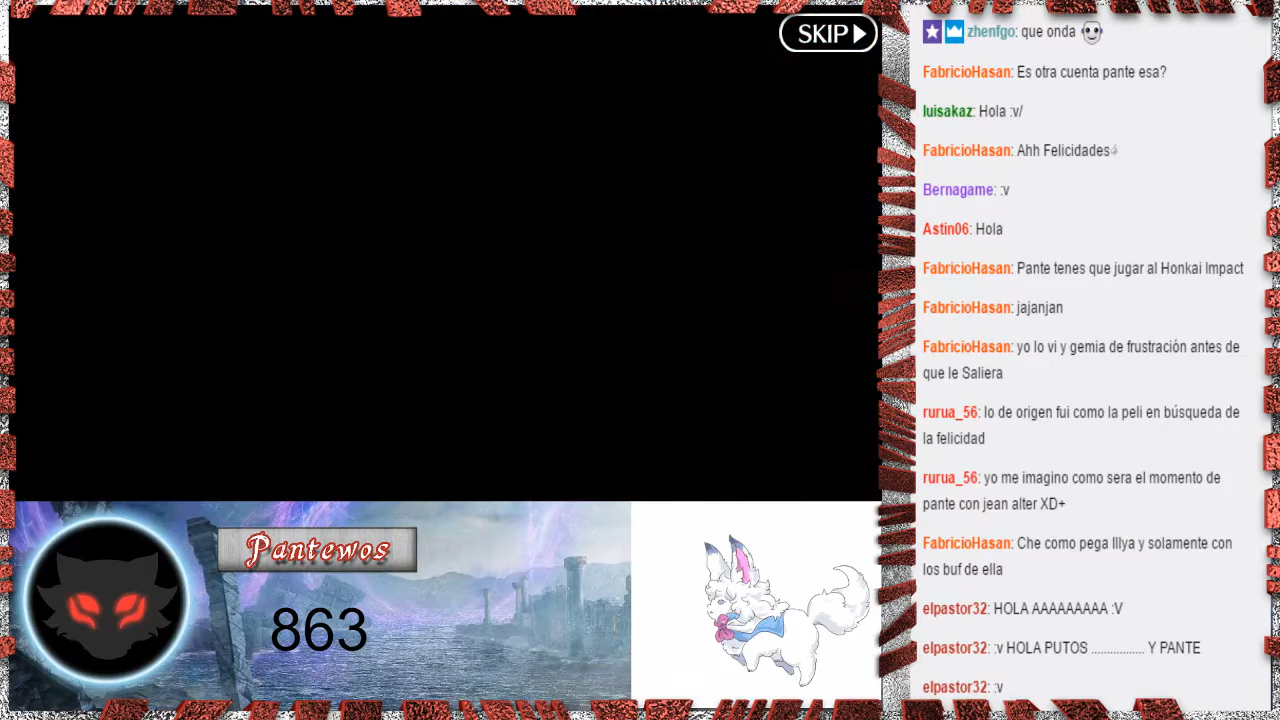 SKIP
zhenfgo: que onda
FabricioHasan: Es otra cuenta pante esa?
luisakaz: Hola :v/
FabricioHasan: Ahh Felicidades
Bernagame: :v
Astin06: Hola
FabricioHasan: Pante tenes que jugar al Honkai Impact
FabricioHasan: jajanjan
FabricioHasan: yo lo vi y gemia de frustración antes de
que le Saliera
rurua_56: lo de origen fui como la peli en búsqueda de
la felicidad
rurua_56: yo me imagino como sera el momento de
pante con jean alter XD+
FabricioHasan: Che como pega Illya y solamente con
los buf de ella
elpastor32: HOLA AAAAAAAAA :V
elpastor32: :v HOLA PUTOS ................. Y PANTE
elpastor32: :v
Pantewos
863